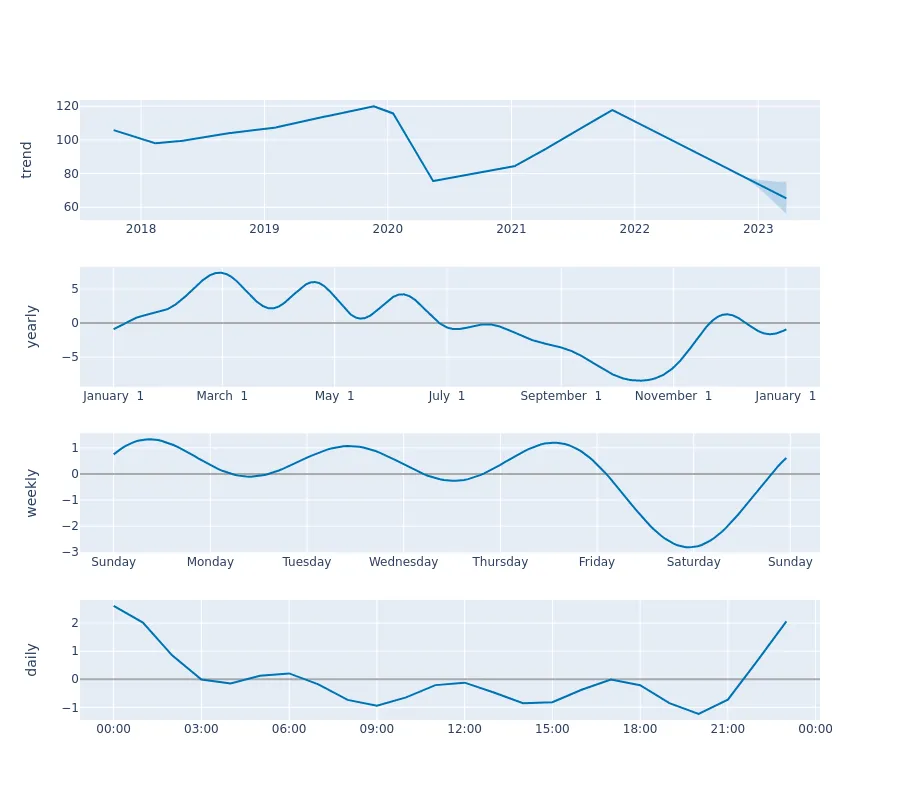 trend
120
100
80
60
2018 2019 2020 2021 2022 2023
yearly
5
0
−5
January 1 March 1 May 1 July 1 September 1 November 1 January 1
weekly
1
0
−1
−2
−3
Sunday Monday Tuesday Wednesday Thursday Friday Saturday Sunday
daily
2
1
0
−1
00:00 03:00 06:00 09:00 12:00 15:00 18:00 21:00 00:00